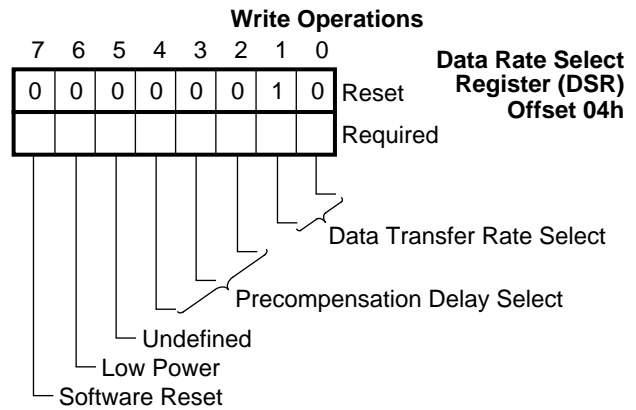 Write Operations
7 6 5 4 3 2 1 0
Data Rate Select
Register (DSR)
Offset 04h
0 0 0 0 0 0 1 0 Reset
Required
Data Transfer Rate Select
Precompensation Delay Select
Undefined
Low Power
Software Reset